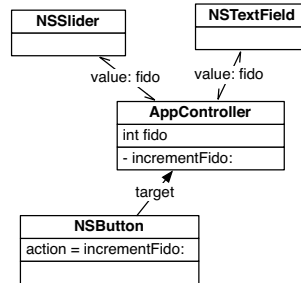 NSSlider
NSTextField
value: fido
value: fido
AppController
int fido
- incrementFido:
target
NSButton
action = incrementFido: